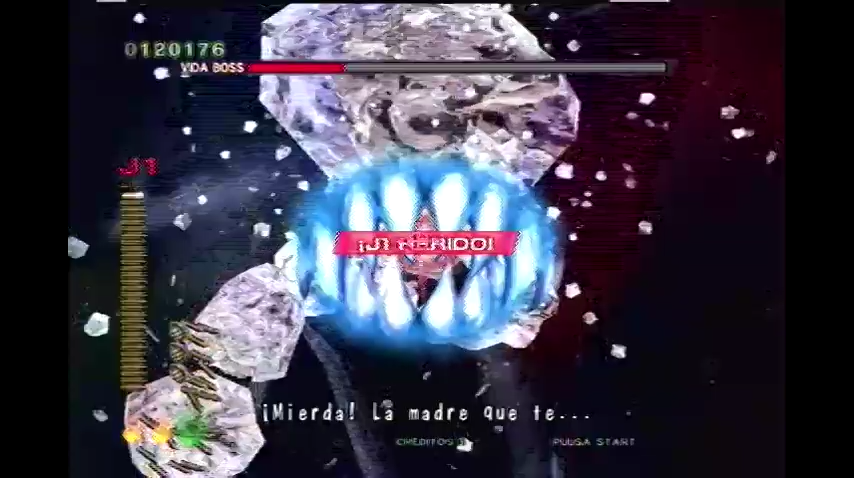 0120176
VIDA BOSS
J1
¡J1 HERIDO!
¡Mierda! La madre que te...
CRÉDITOS
PULSA START